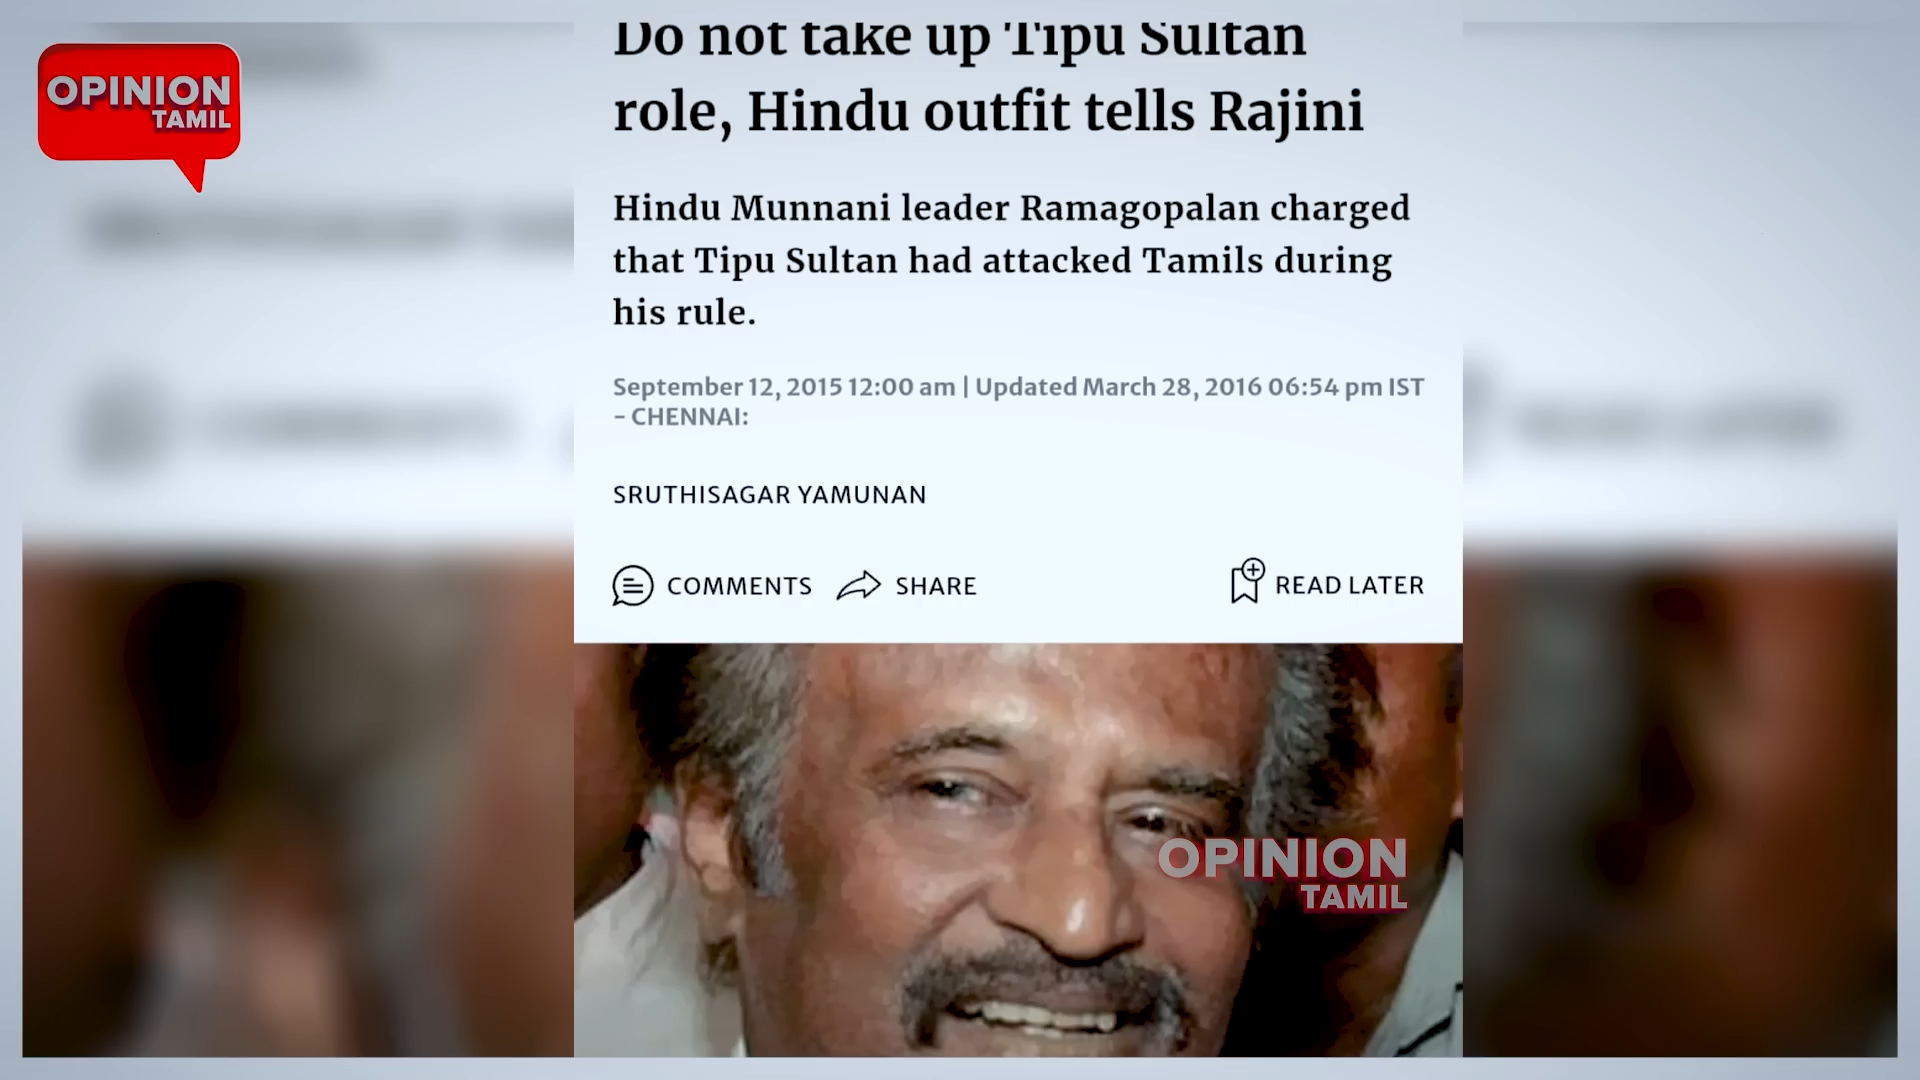 OPINION
TAMIL
Do not take up Tipu Sultan
role, Hindu outfit tells Rajini
Hindu Munnani leader Ramagopalan charged
that Tipu Sultan had attacked Tamils during
his rule.
September 12, 2015 12:00 am | Updated March 28, 2016 06:54 pm IST
- CHENNAI:
SRUTHISAGAR YAMUNAN
COMMENTS SHARE READ LATER
OPINION
TAMIL